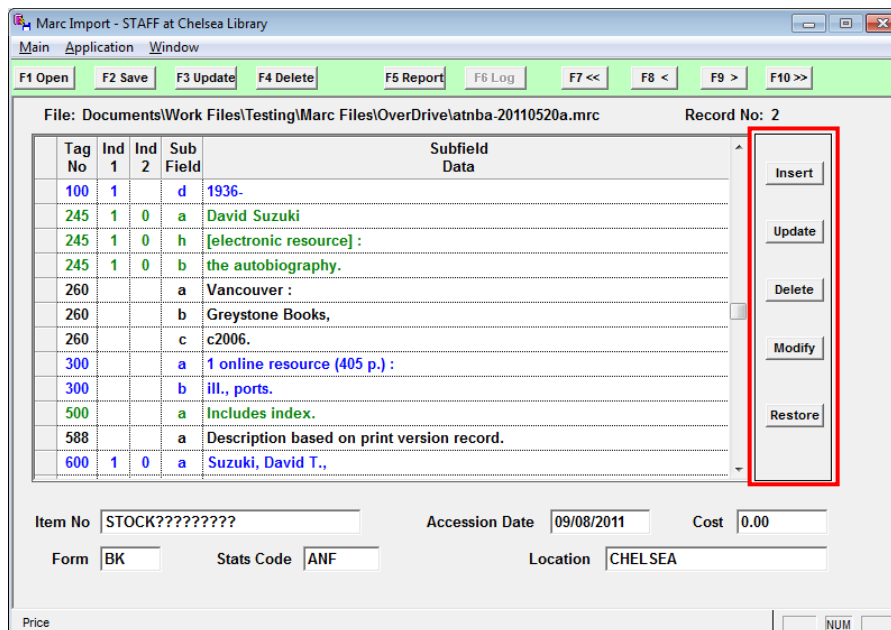 Marc Import - STAFF at Chelsea Library
Main Application Window
F1 Open F2 Save F3 Update F4 Delete F5 Report F6 Log F7 << F8 < F9 > F10 >>
File: Documents\Work Files\Testing\Marc Files\OverDrive\atnba-20110520a.mrc Record No: 2
Tag Ind Ind Sub Subfield
No 1 2 Field Data
100 1 d 1936-
245 1 0 a David Suzuki
245 1 0 h [electronic resource] :
245 1 0 b the autobiography.
260 a Vancouver :
260 b Greystone Books,
260 c c2006.
300 a 1 online resource (405 p.) :
300 b ill., ports.
500 a Includes index.
588 a Description based on print version record.
600 1 0 a Suzuki, David T.,
Insert
Update
Delete
Modify
Restore
Item No STOCK????????? Accession Date 09/08/2011 Cost 0.00
Form BK Stats Code ANF Location CHELSEA
Price NUM